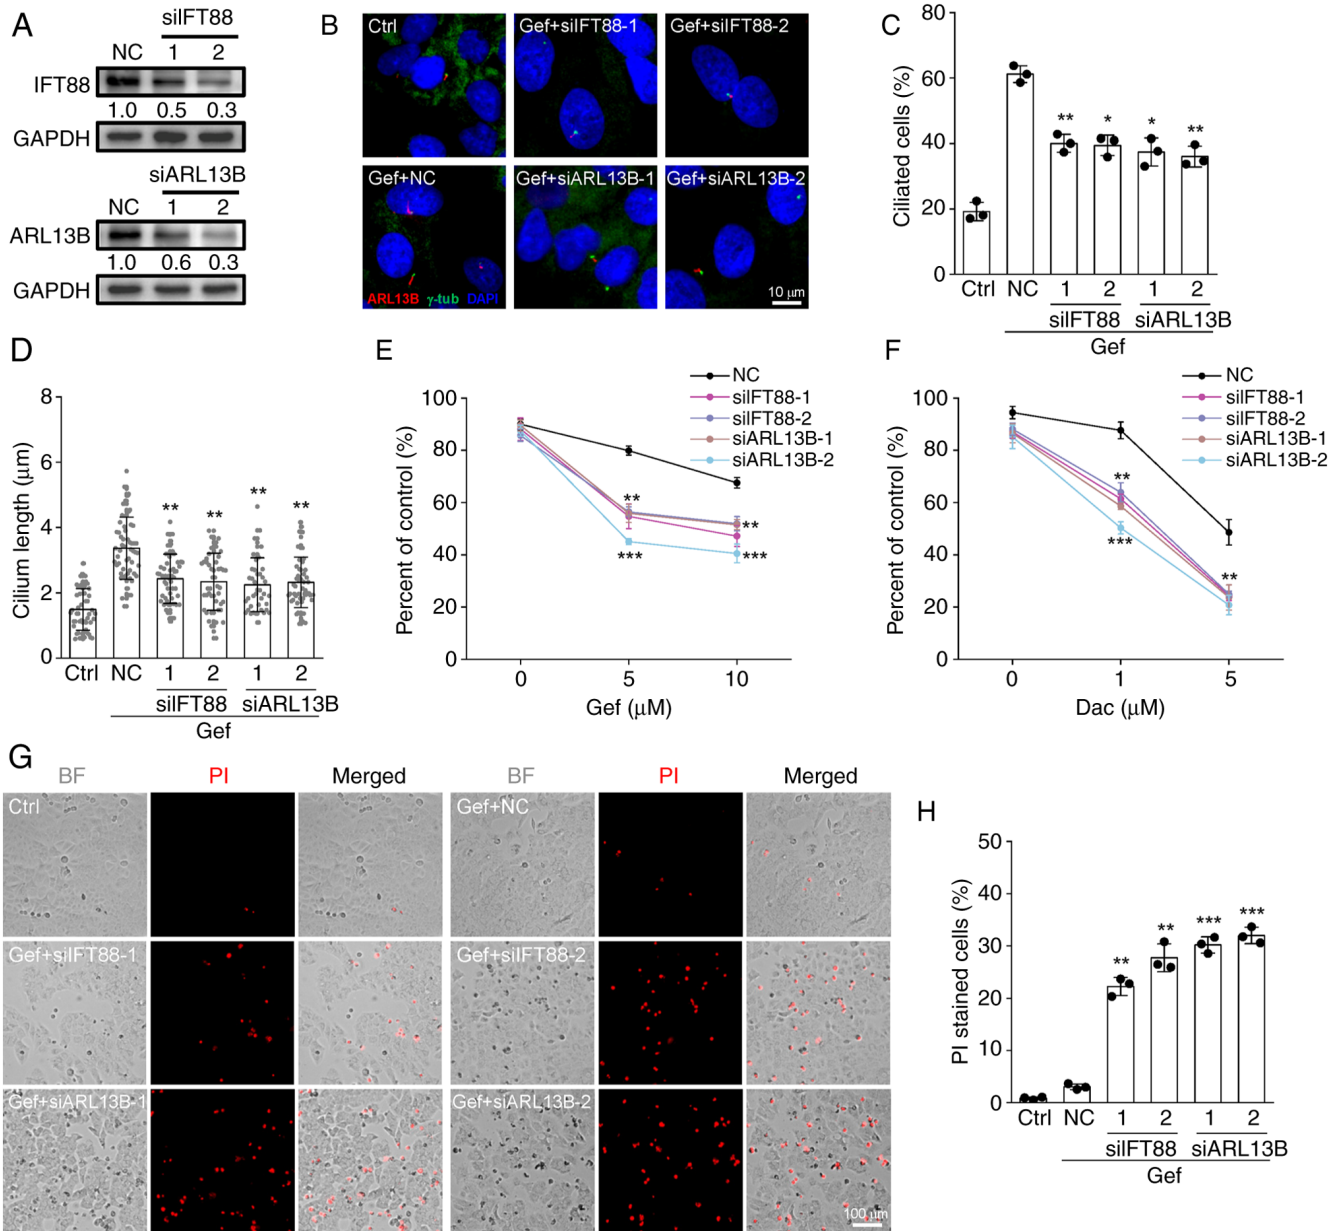 A
siIFT88
NC 1 2
IFT88
1.0 0.5 0.3
GAPDH
siARL13B
NC 1 2
ARL13B
1.0 0.6 0.3
GAPDH
B
Ctrl
Gef+siIFT88-1
Gef+siIFT88-2
Gef+NC
Gef+siARL13B-1
Gef+siARL13B-2
ARL13B γ-tub DAPI
10 μm
C
Ciliated cells (%)
80
60
40
20
0
** * * **
Ctrl NC 1 2 1 2
siIFT88 siARL13B
Gef
D
Cilium length (μm)
8
6
4
2
0
** ** ** **
Ctrl NC 1 2 1 2
siIFT88 siARL13B
Gef
E
NC
siIFT88-1
siIFT88-2
siARL13B-1
siARL13B-2
Percent of control (%)
100
80
60
40
20
0
**
***
**
***
0 5 10
Gef (μM)
F
NC
siIFT88-1
siIFT88-2
siARL13B-1
siARL13B-2
Percent of control (%)
100
80
60
40
20
0
**
***
**
0 1 5
Dac (μM)
G
BF PI Merged BF PI Merged
Ctrl
Gef+NC
Gef+siIFT88-1
Gef+siIFT88-2
Gef+siARL13B-1
Gef+siARL13B-2
100 μm
H
PI stained cells (%)
50
40
30
20
10
0
** ** *** ***
Ctrl NC 1 2 1 2
siIFT88 siARL13B
Gef